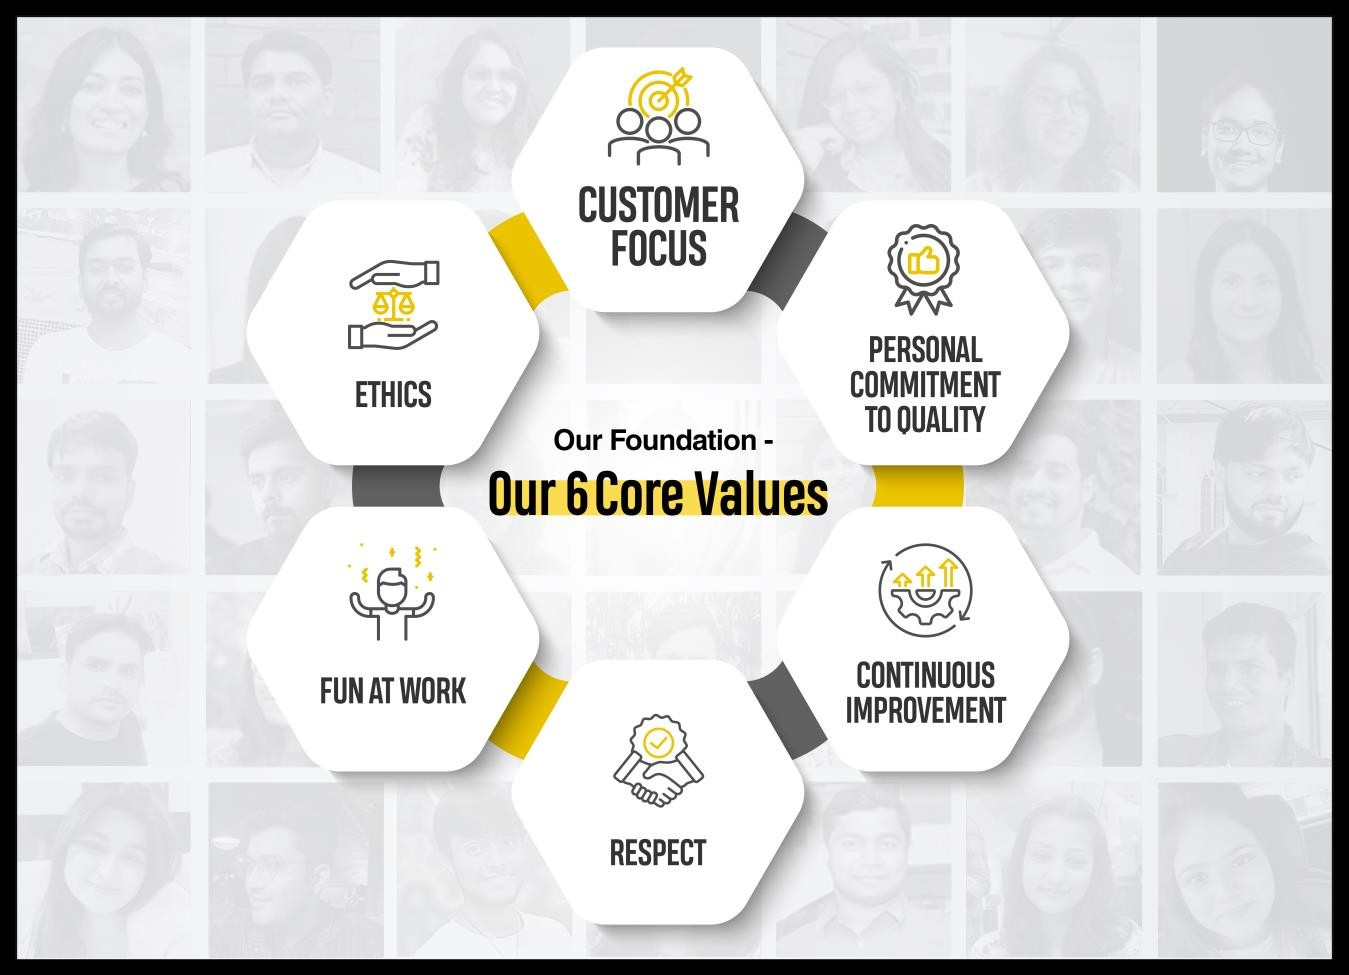 CUSTOMER
FOCUS
PERSONAL
COMMITMENT
TO QUALITY
ETHICS
Our Foundation -
Our 6 Core Values
FUN AT WORK
CONTINUOUS
IMPROVEMENT
RESPECT